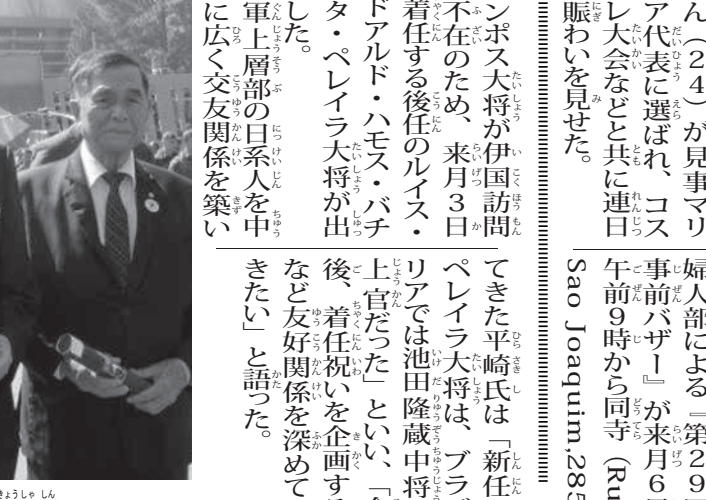 ん（２４）が見事マリ
ア代表に選ばれ、コス
レ大会などと共に連日
賑わいを見せた。
婦人部による『第２９
事前バザー』が来月６
午前９時から同寺（Ru
Sao Joaquim,285
ンポス大将が伊国訪問
不在のため、来月３日
着任する後任のルイス・
ドアルド・ハモス・バチ
タ・ペレイラ大将が出
した。
軍上層部の日系人を中
に広く交友関係を築い
てきた平崎氏は「新任
ペレイラ大将は、ブラジ
リアでは池田隆蔵中将
上官だった」といい、「
後、着任祝いを企画す
など友好関係を深めて
きたい」と語った。